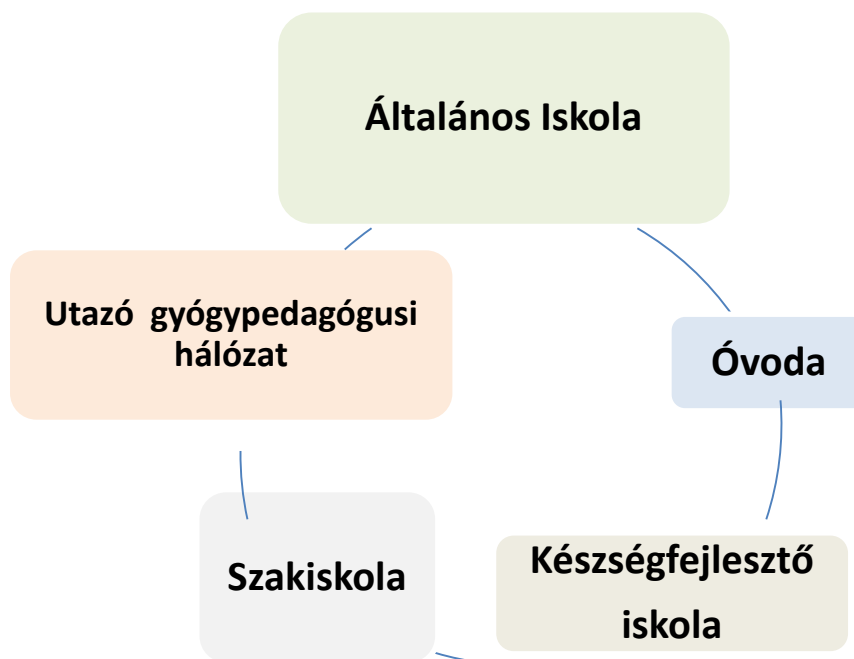 Általános Iskola
Utazó gyógypedagógusi
hálózat
Óvoda
Szakiskola
Készségfejlesztő
iskola